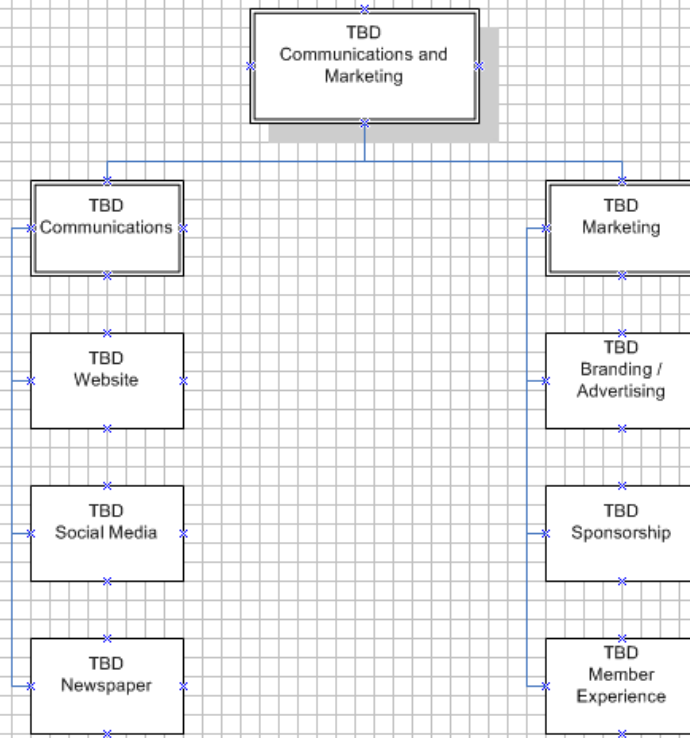 TBD
Communications and
Marketing
TBD
Communications
TBD
Marketing
TBD
Website
TBD
Branding /
Advertising
TBD
Social Media
TBD
Sponsorship
TBD
Newspaper
TBD
Member
Experience